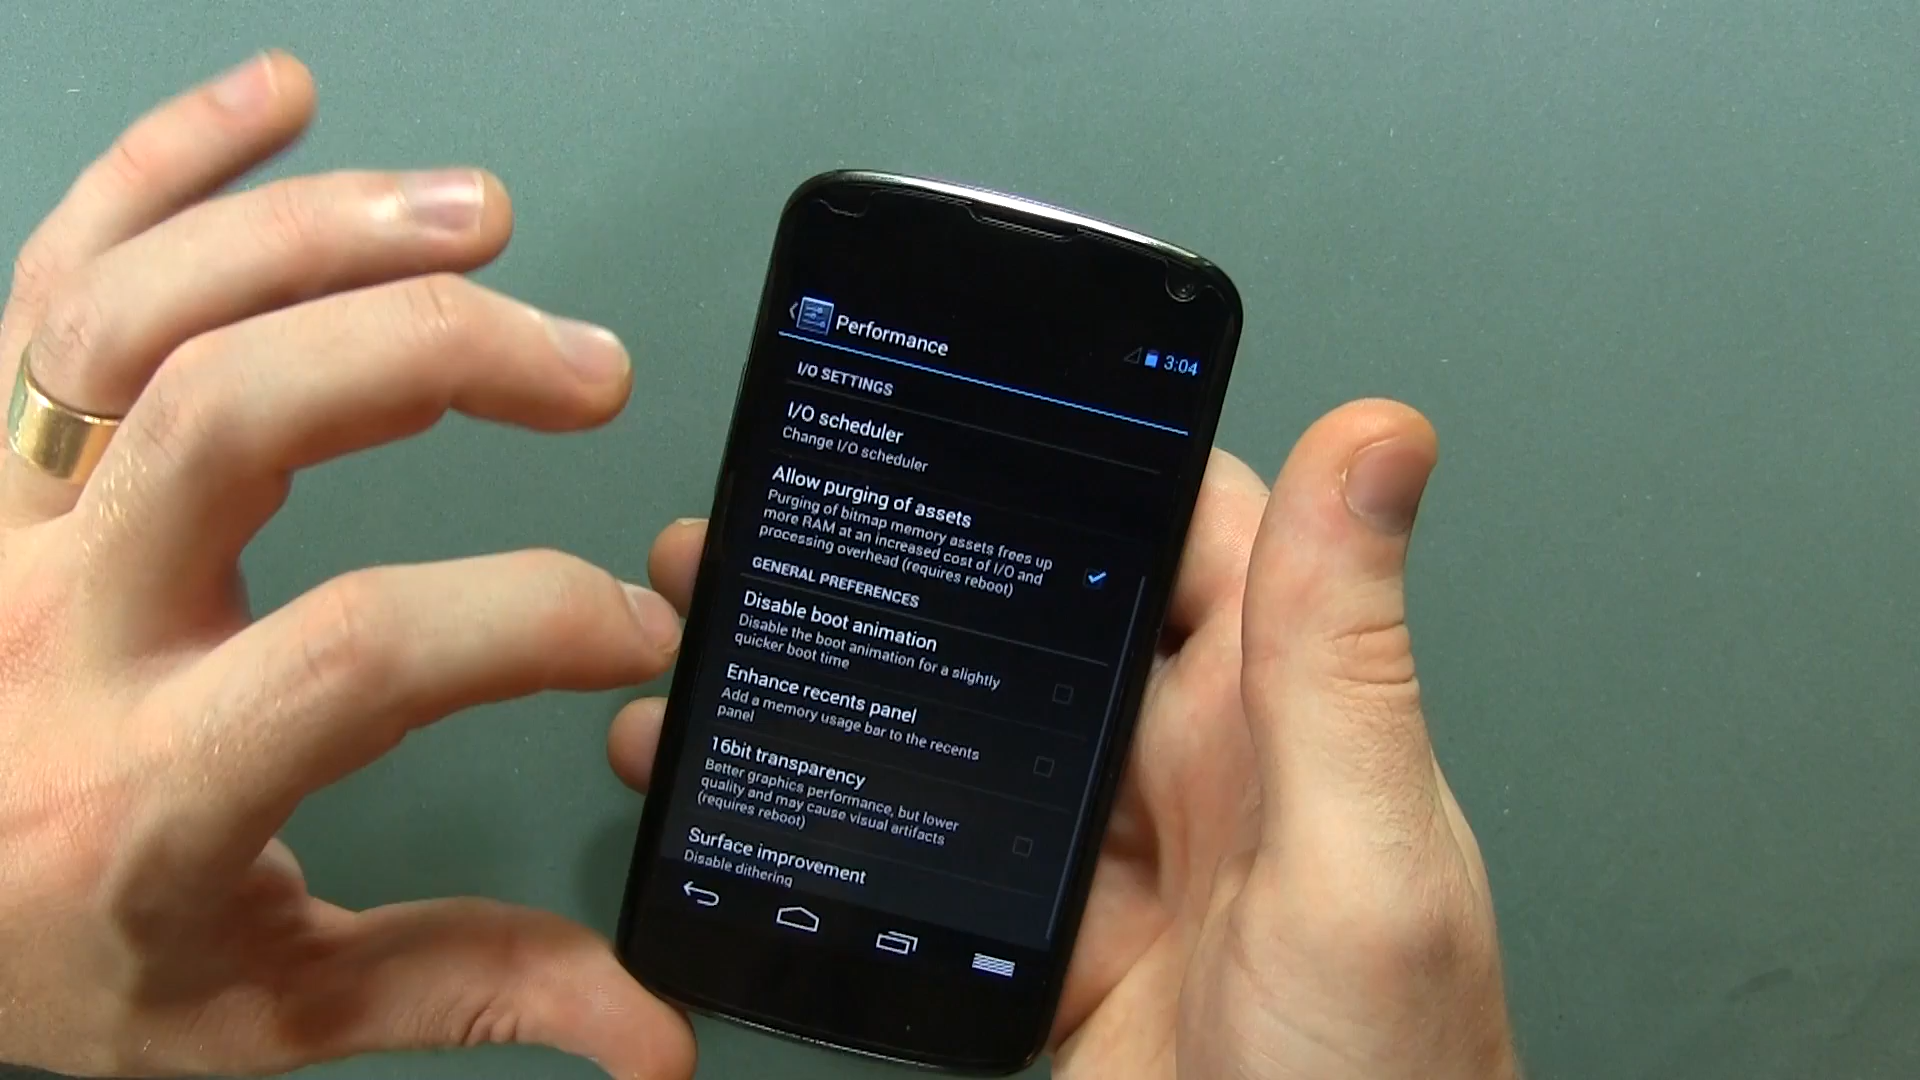 Performance
3:04
I/O SETTINGS
I/O scheduler
Change I/O scheduler
Allow purging of assets
Purging of bitmap memory assets frees up
more RAM at an increased cost of I/O and
processing overhead (requires reboot)
GENERAL PREFERENCES
Disable boot animation
Disable the boot animation for a slightly
quicker boot time
Enhance recents panel
Add a memory usage bar to the recents
panel
16bit transparency
Better graphics performance, but lower
quality and may cause visual artifacts
(requires reboot)
Surface improvement
Disable dithering